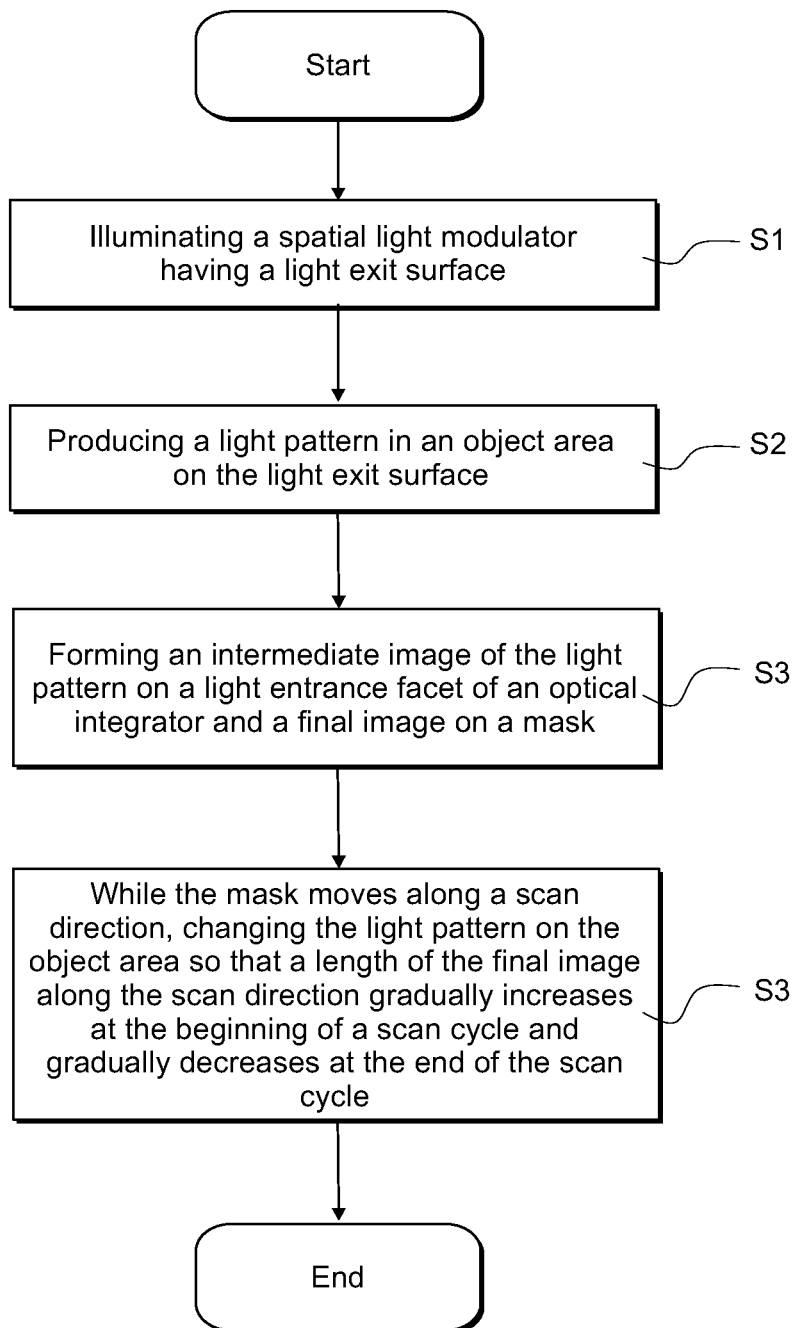 Start
Illuminating a spatial light modulator
having a light exit surface
S1
Producing a light pattern in an object area
on the light exit surface
S2
Forming an intermediate image of the light
pattern on a light entrance facet of an optical
integrator and a final image on a mask
S3
While the mask moves along a scan
direction, changing the light pattern on the
object area so that a length of the final image
along the scan direction gradually increases
at the beginning of a scan cycle and
gradually decreases at the end of the scan
cycle
S3
End